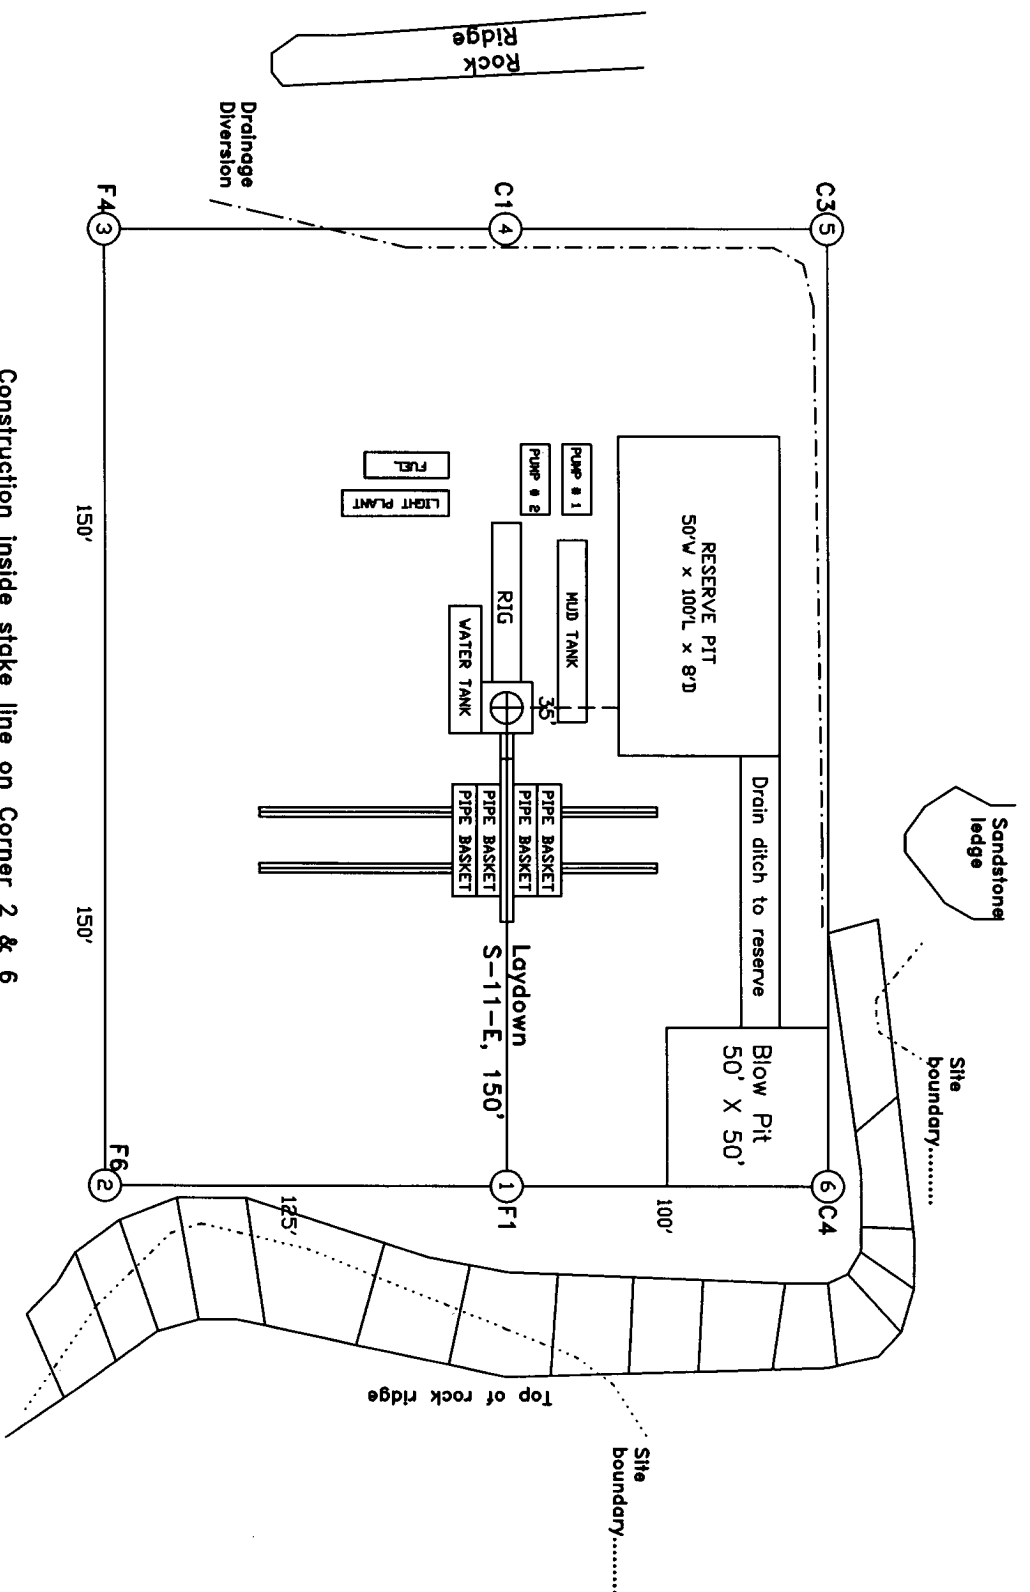 Rock
Ridge
Drainage
Diversion
C3
5
C1
4
F4
3
Sandstone
ledge
RESERVE PIT
50'W x 100'L x 8'D
PUMP # 1
PUMP # 2
FUEL
LIGHT PLANT
MUD TANK
RIG
WATER TANK
35'
PIPE BASKET
PIPE BASKET
PIPE BASKET
PIPE BASKET
Drain ditch to reserve
Blow Pit
50' X 50'
Laydown
S-11-E, 150'
Site
boundary.........
6
C4
100'
1
F1
125'
F6
2
150'
150'
Top of rock ridge
Site
boundary.........
Construction inside stake line on Corner 2 & 6